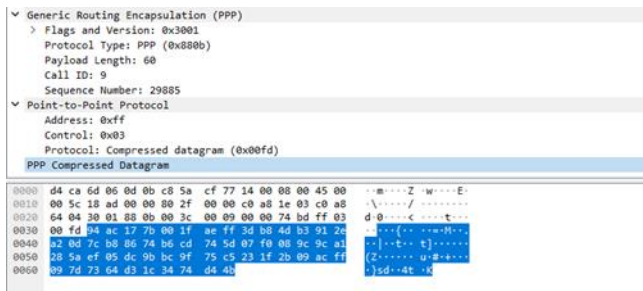 Generic Routing Encapsulation (PPP)
Flags and Version: 0x3001
Protocol Type: PPP (0x880b)
Payload Length: 60
Call ID: 9
Sequence Number: 29885
Point-to-Point Protocol
Address: 0xff
Control: 0x03
Protocol: Compressed datagram (0x00fd)
PPP Compressed Datagram
0000 d4 ca 6d 06 0d 0b c8 5a cf 77 14 00 08 00 45 00 ··m····Z ·w····E·
0010 00 5c 18 ad 00 00 80 2f 00 00 c0 a8 1e 03 c0 a8 ·\·····/ ········
0020 64 04 30 01 88 0b 00 3c 00 09 00 00 74 bd ff 03 d·0····< ····t···
0030 00 fd 94 ac 17 7b 00 1f ae ff 3d b8 4d b3 91 2e ·····{·· ··=·M··.
0040 a2 0d 7c b8 86 74 b6 cd 74 5d 07 f0 08 9c 9c a1 ··|··t·· t]······
0050 28 5a ef 05 dc 9b bc 9f 75 c5 23 1f 2b 09 ac ff (Z······ u·#·+···
0060 09 7d 73 64 d3 1c 34 74 d4 4b ·}sd··4t ·K